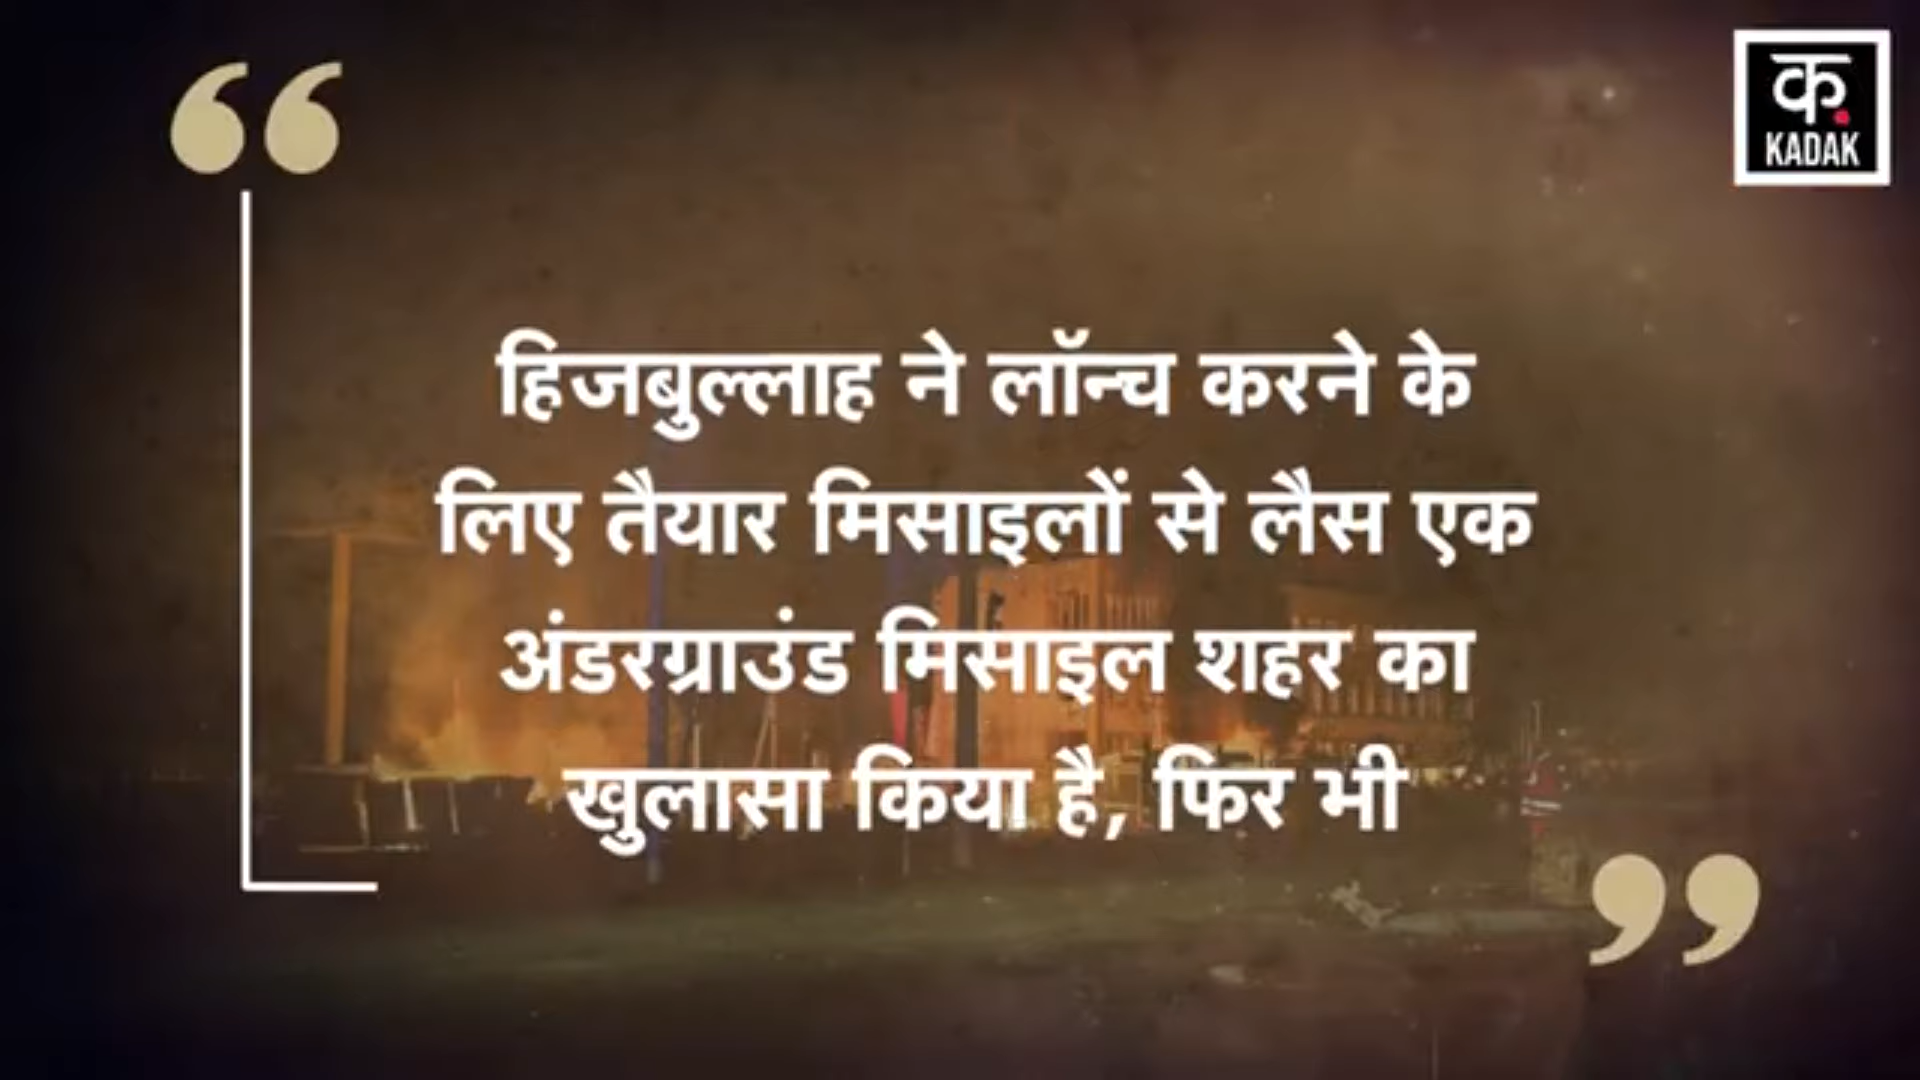 क.
KADAK
हिजबुल्लाह ने लॉन्च करने के
लिए तैयार मिसाइलों से लैस एक
अंडरग्राउंड मिसाइल शहर का
खुलासा किया है, फिर भी